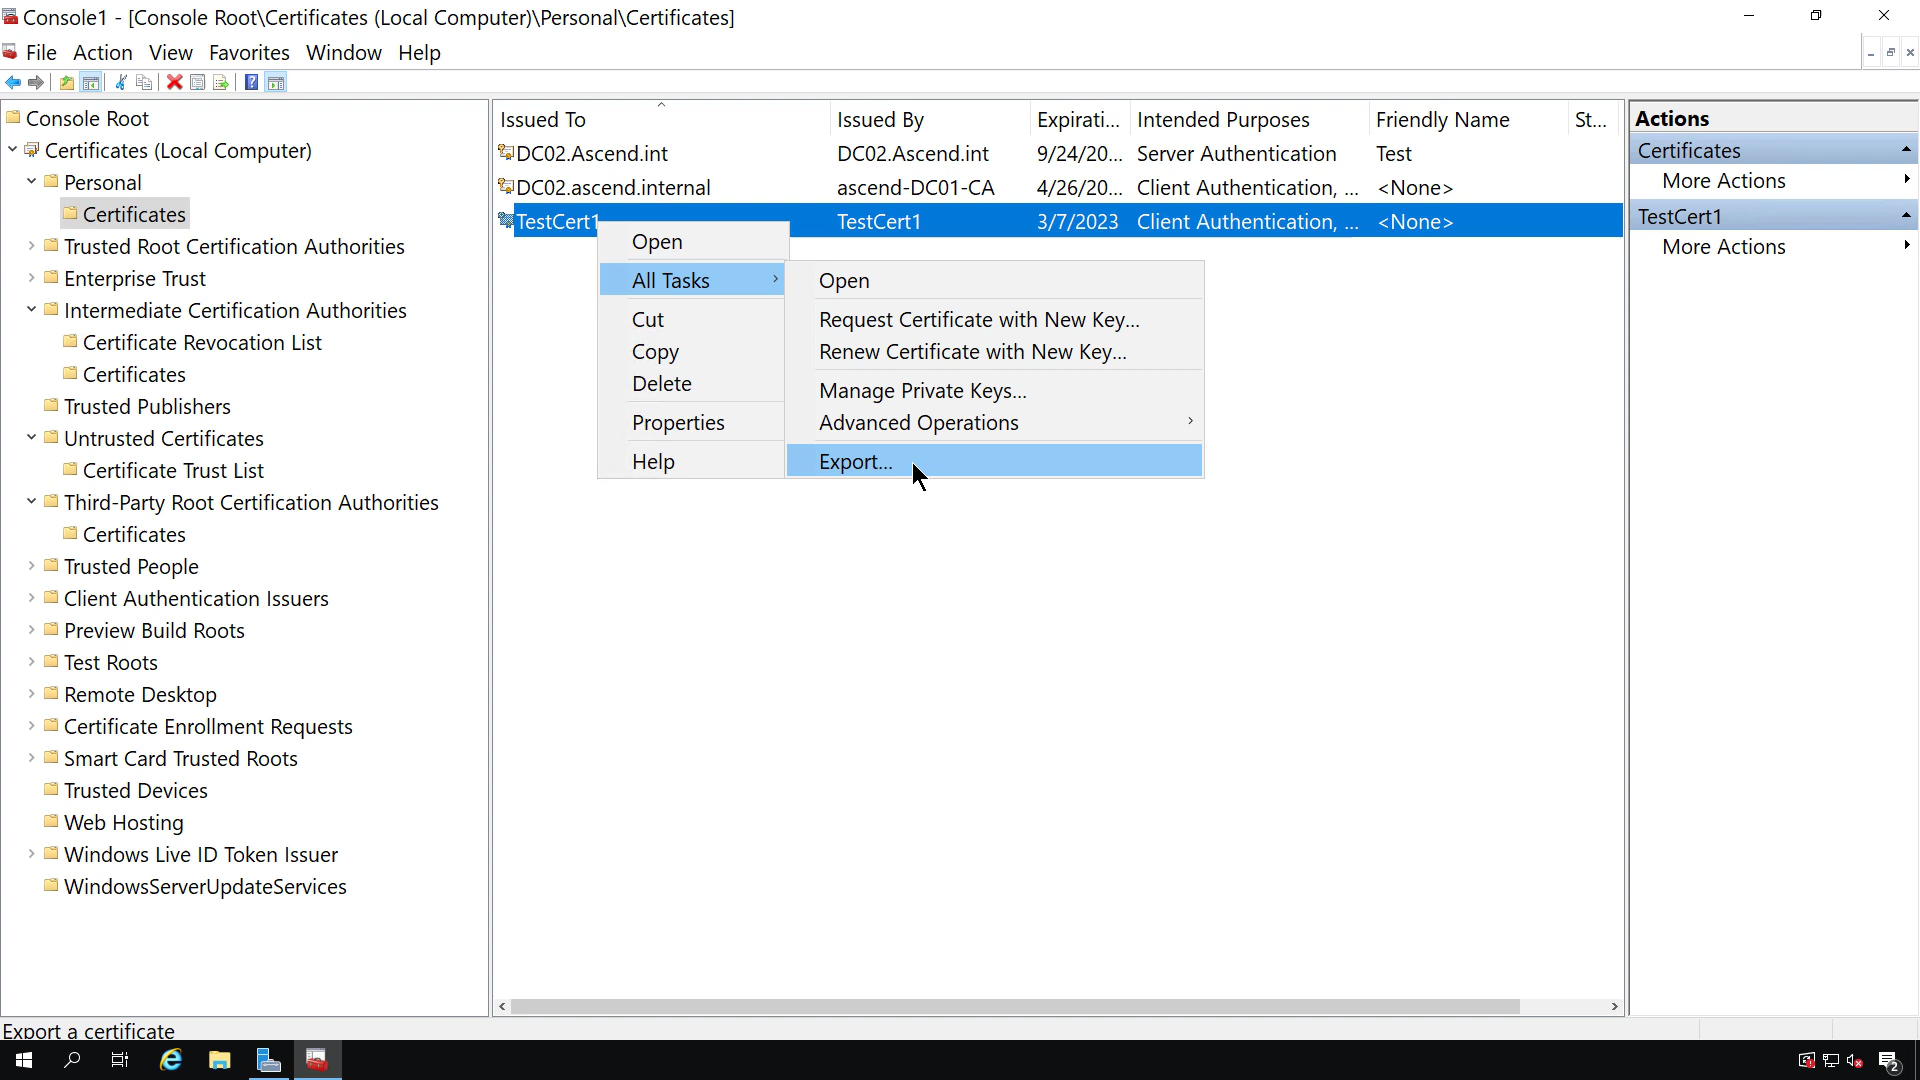 Console1 - [Console Root\Certificates (Local Computer)\Personal\Certificates]
File Action View Favorites Window Help
Console Root
Certificates (Local Computer)
Personal
Certificates
Trusted Root Certification Authorities
Enterprise Trust
Intermediate Certification Authorities
Certificate Revocation List
Certificates
Trusted Publishers
Untrusted Certificates
Certificate Trust List
Third-Party Root Certification Authorities
Certificates
Trusted People
Client Authentication Issuers
Preview Build Roots
Test Roots
Remote Desktop
Certificate Enrollment Requests
Smart Card Trusted Roots
Trusted Devices
Web Hosting
Windows Live ID Token Issuer
WindowsServerUpdateServices
Issued To Issued By Expirati... Intended Purposes Friendly Name St...
DC02.Ascend.int DC02.Ascend.int 9/24/20... Server Authentication Test
DC02.ascend.internal ascend-DC01-CA 4/26/20... Client Authentication, ... <None>
TestCert1 TestCert1 3/7/2023 Client Authentication, ... <None>
Open
All Tasks
Cut
Copy
Delete
Properties
Help
Open
Request Certificate with New Key...
Renew Certificate with New Key...
Manage Private Keys...
Advanced Operations
Export...
Actions
Certificates
More Actions
TestCert1
More Actions
Export a certificate
2